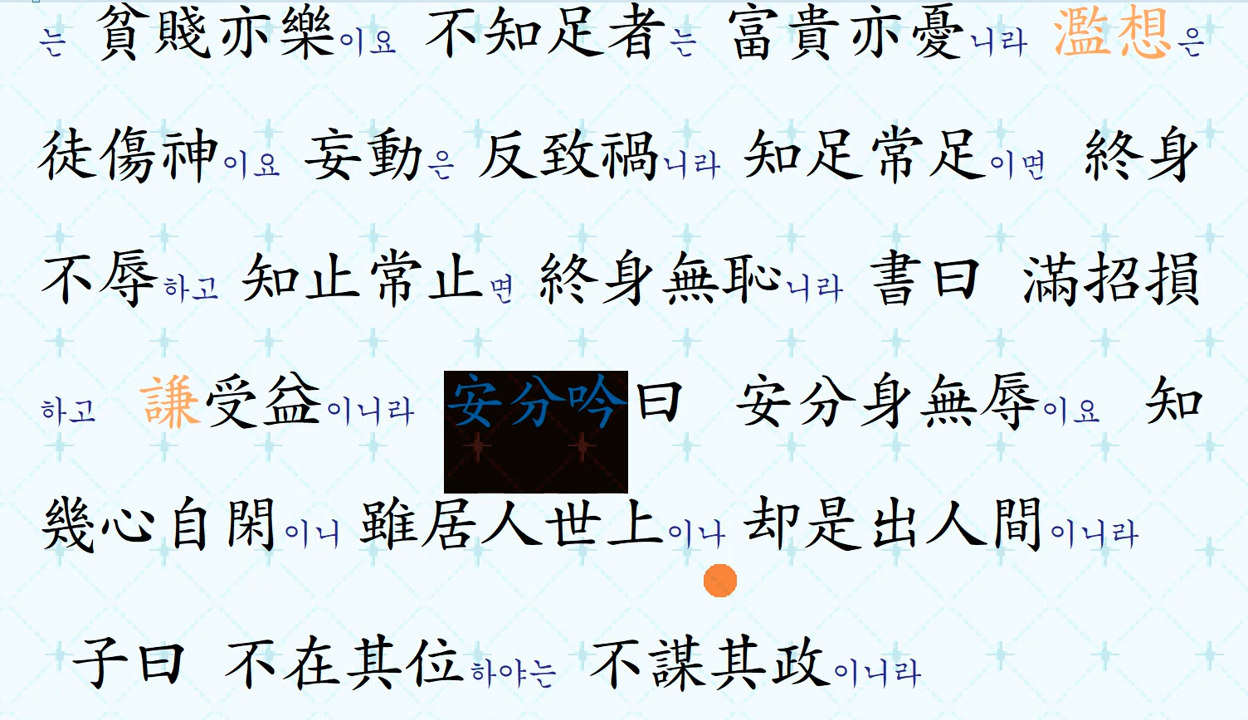 는 貧賤亦樂이요 不知足者는 富貴亦憂니라 濫想은
徒傷神이요 妄動은 反致禍니라 知足常足이면 終身
不辱하고 知止常止면 終身無恥니라 書曰 滿招損
하고 謙受益이니라 安分吟曰 安分身無辱이요 知
幾心自閑이니 雖居人世上이나 却是出人間이니라
子曰 不在其位하야는 不謀其政이니라